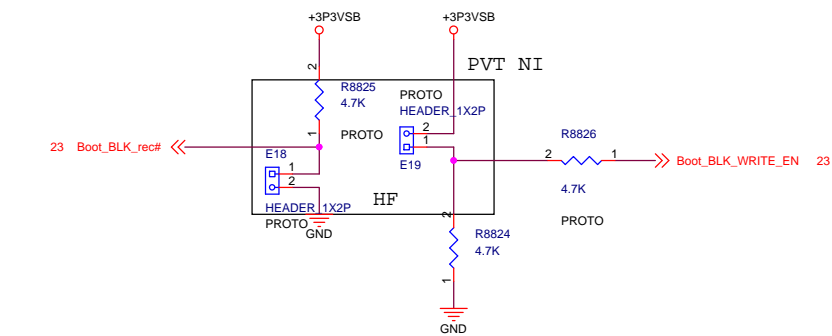 +3P3VSB
+3P3VSB
PVT NI
2
R8825
4.7K
PROTO
HEADER_1X2P
2
1
1
PROTO
E19
R8826
2
1
23 Boot_BLK_rec#
Boot_BLK_WRITE_EN 23
E18
1
2
4.7K
HEADER_1X2P
HF
PROTO
GND
PROTO
2
R8824
4.7K
1
GND